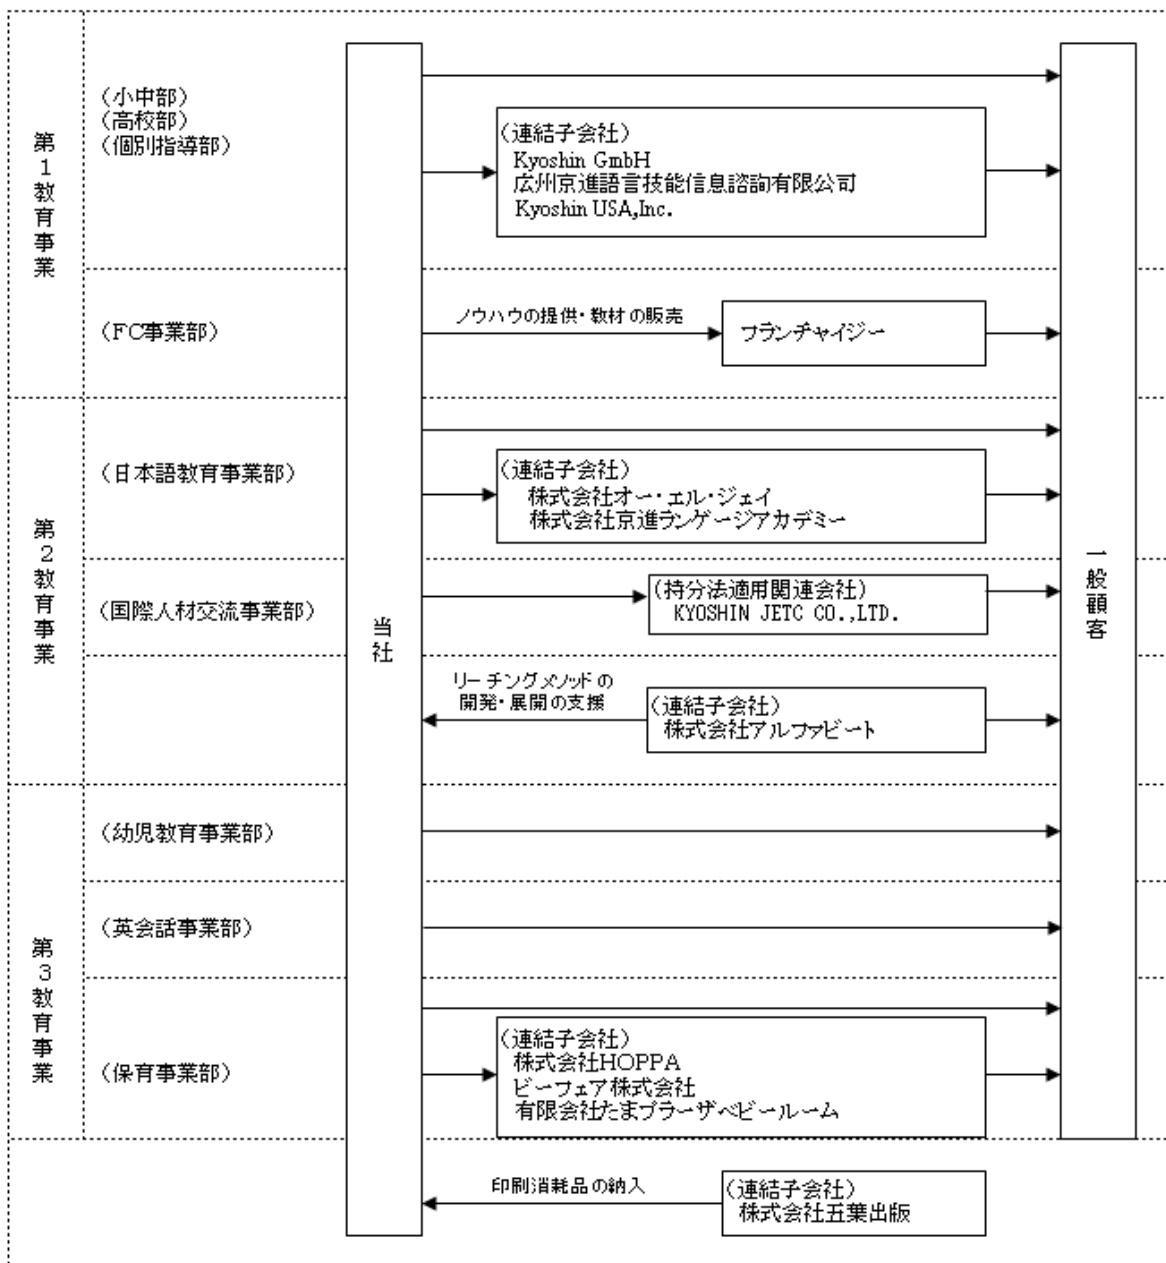 第1教育事業
（小中部）
（高校部）
（個別指導部）
（連結子会社）
Kyoshin GmbH
広州京進語言技能信息諮詢有限公司
Kyoshin USA,Inc.
（FC事業部）
ノウハウの提供・教材の販売
フランチャイジー
第2教育事業
（日本語教育事業部）
（連結子会社）
株式会社オー・エル・ジェイ
株式会社京進ランゲージアカデミー
（国際人材交流事業部）
（持分法適用関連会社）
KYOSHIN JETC CO.,LTD.
リーチングメソッドの
開発・展開の支援
（連結子会社）
株式会社アルファビート
当社
一般顧客
第3教育事業
（幼児教育事業部）
（英会話事業部）
（保育事業部）
（連結子会社）
株式会社HOPPA
ビーフェア株式会社
有限会社たまプラーザベビールーム
印刷消耗品の納入
（連結子会社）
株式会社五葉出版